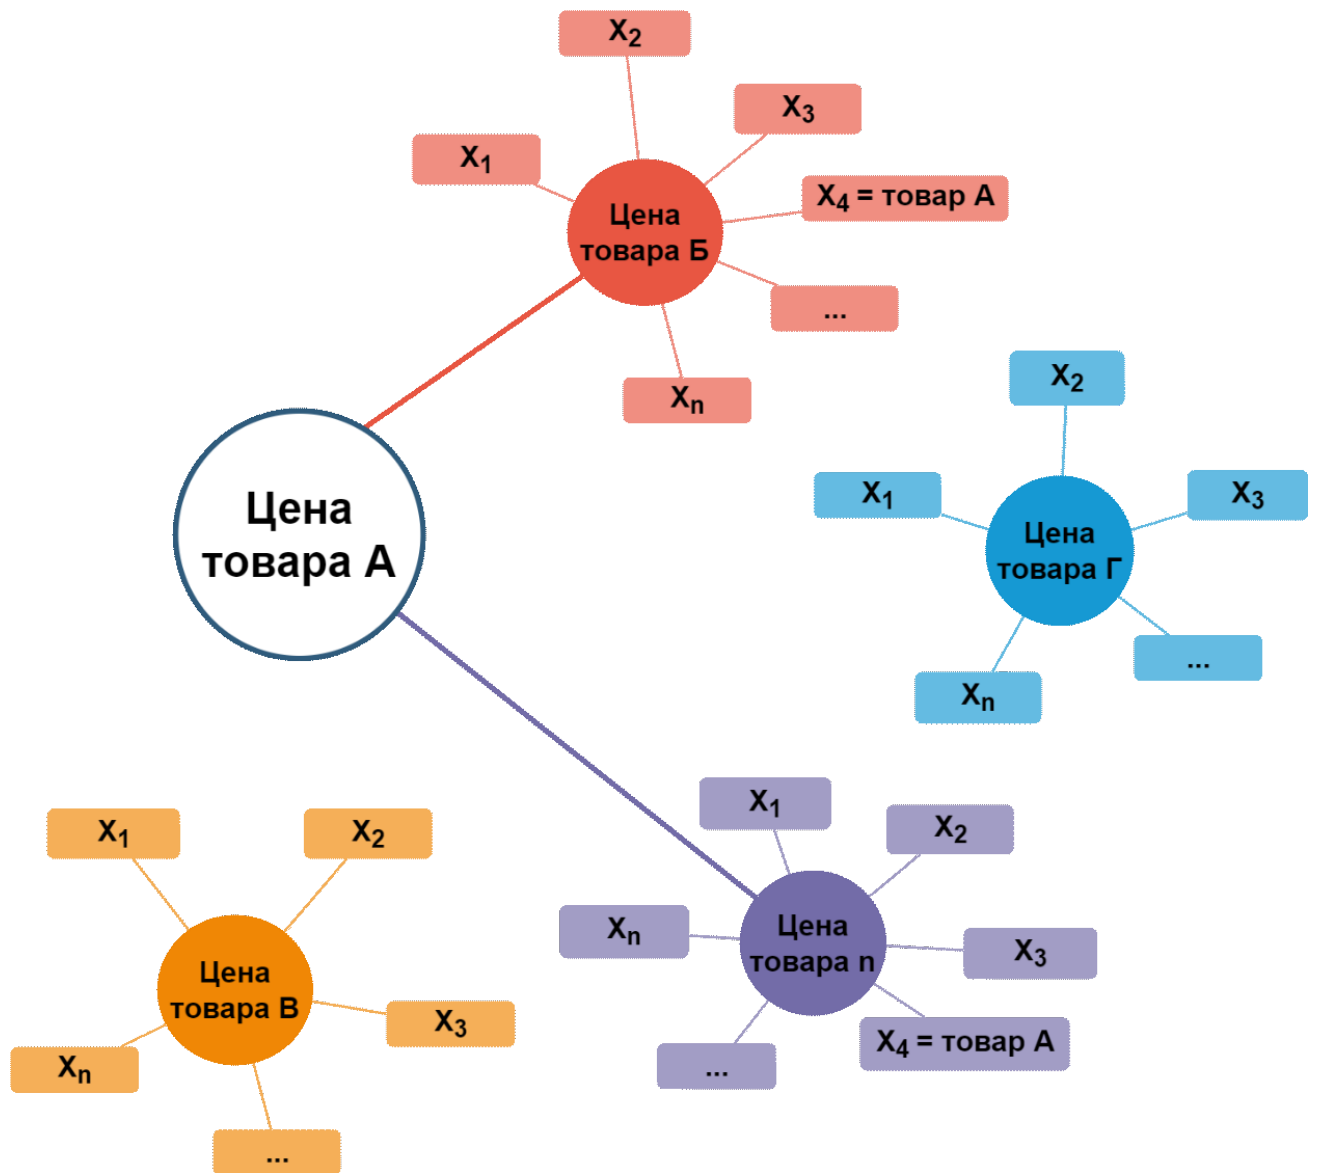 X₂
X₃
X₁
X₄ = товар А
Цена
товара Б
...
Xₙ
X₂
X₁
X₃
Цена
товара А
Цена
товара Г
...
Xₙ
X₁
X₂
X₁
X₂
Xₙ
Цена
товара n
X₃
Цена
товара В
X₃
X₄ = товар А
Xₙ
...
...